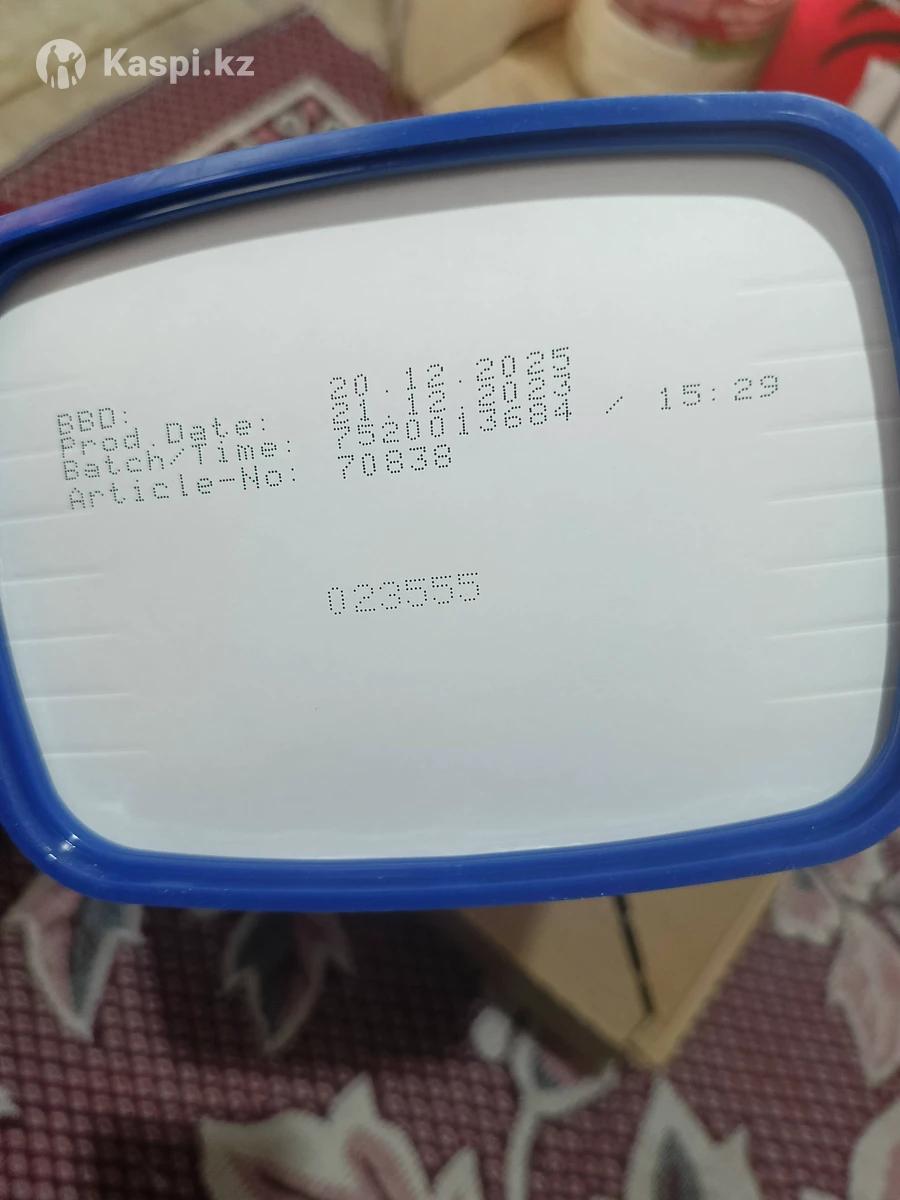 Kaspi.kz
BBD: 20.12.2025
Prod.Date: 21.12.2023
Batch/Time: 7520013684 / 15:29
Article-No: 70838
023555